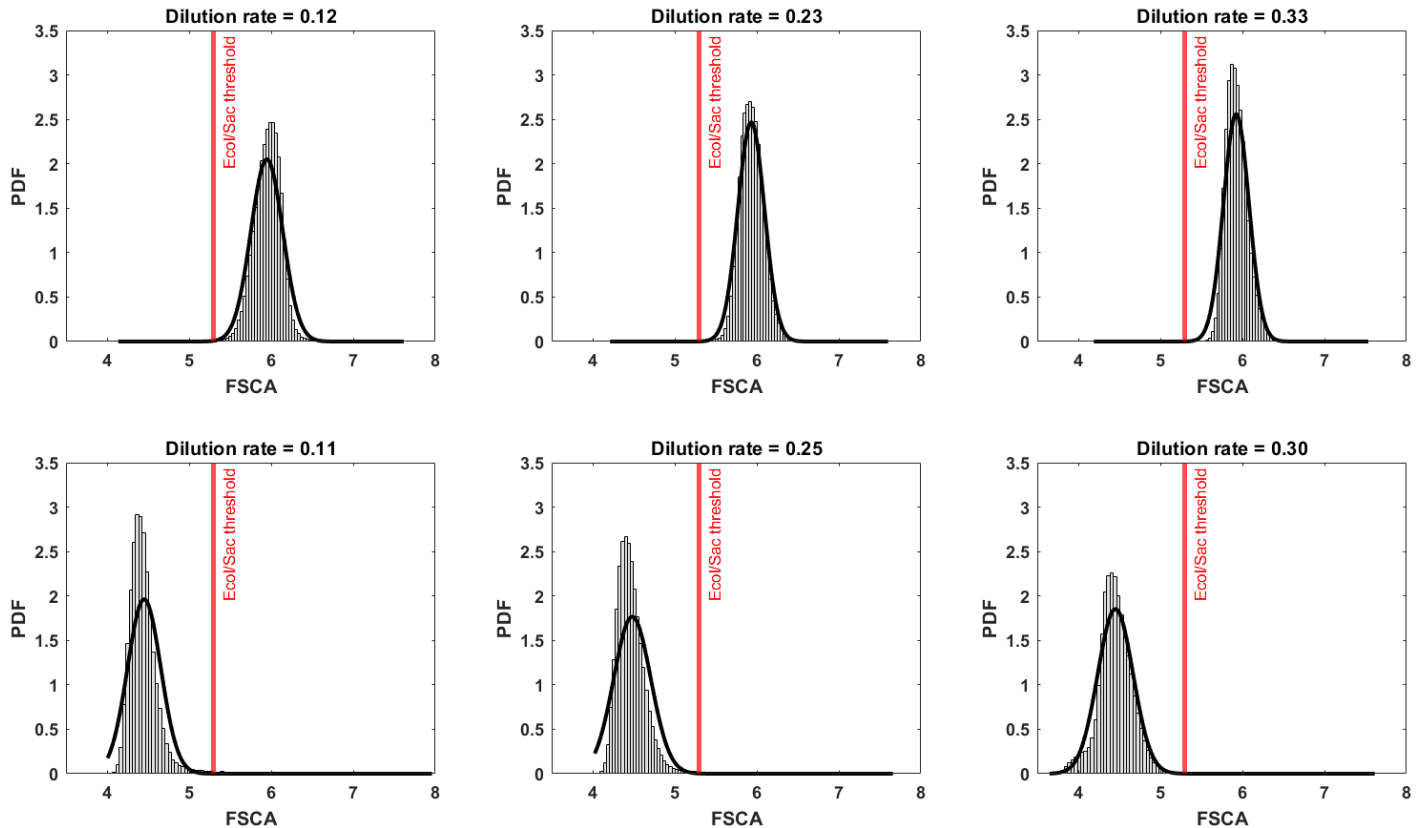 Dilution rate = 0.12
3.5
3
2.5
2
1.5
1
0.5
0
PDF
Ecol/Sac threshold
4 5 6 7 8
FSCA
Dilution rate = 0.23
3.5
3
2.5
2
1.5
1
0.5
0
PDF
Ecol/Sac threshold
4 5 6 7 8
FSCA
Dilution rate = 0.33
3.5
3
2.5
2
1.5
1
0.5
0
PDF
Ecol/Sac threshold
4 5 6 7 8
FSCA
Dilution rate = 0.11
3.5
3
2.5
2
1.5
1
0.5
0
PDF
Ecol/Sac threshold
4 5 6 7 8
FSCA
Dilution rate = 0.25
3.5
3
2.5
2
1.5
1
0.5
0
PDF
Ecol/Sac threshold
4 5 6 7 8
FSCA
Dilution rate = 0.30
3.5
3
2.5
2
1.5
1
0.5
0
PDF
Ecol/Sac threshold
4 5 6 7 8
FSCA